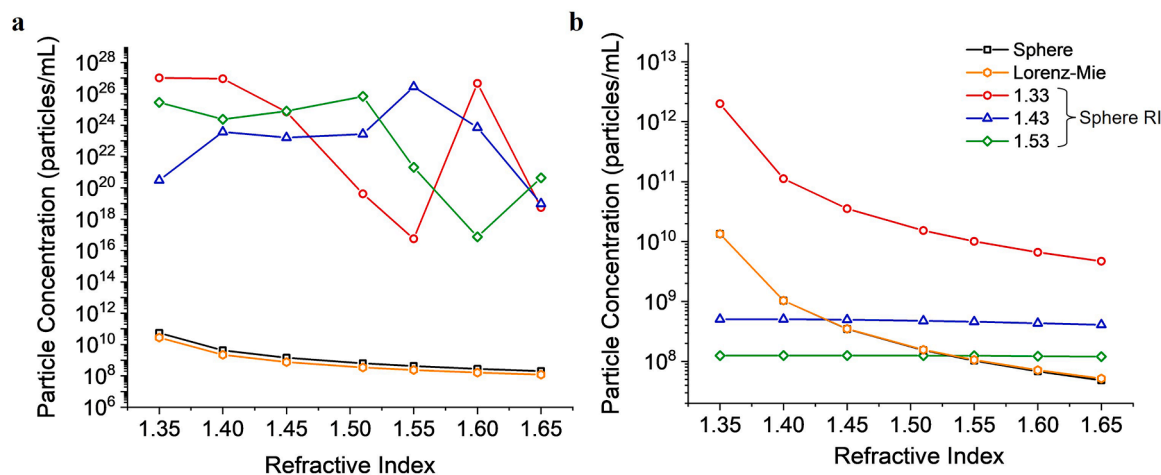 a
Particle Concentration (particles/mL)
10^28
10^26
10^24
10^22
10^20
10^18
10^16
10^14
10^12
10^10
10^8
10^6
1.35 1.40 1.45 1.50 1.55 1.60 1.65
Refractive Index
b
Particle Concentration (particles/mL)
10^13
10^12
10^11
10^10
10^9
10^8
1.35 1.40 1.45 1.50 1.55 1.60 1.65
Refractive Index
Sphere
Lorenz-Mie
1.33
1.43
1.53
Sphere RI